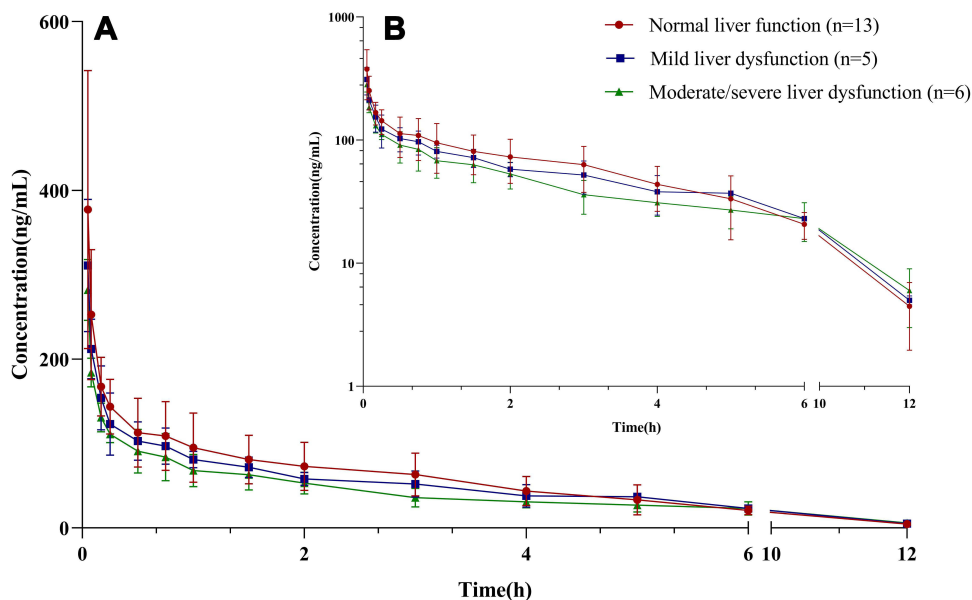 A
B
Normal liver function (n=13)
Mild liver dysfunction (n=5)
Moderate/severe liver dysfunction (n=6)
Concentration(ng/mL)
600
400
200
0
0 2 4 6 10 12
Time(h)
Concentration(ng/mL)
1000
100
10
1
0 2 4 6 10 12
Time(h)